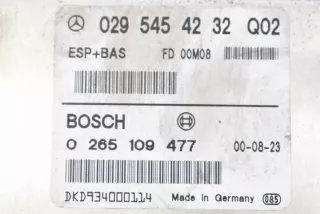 029 545 42 32 Q02
ESP+BAS FD 00M08
BOSCH
0 265 109 477 00-08-23
DKD934000114 Made in Germany 085